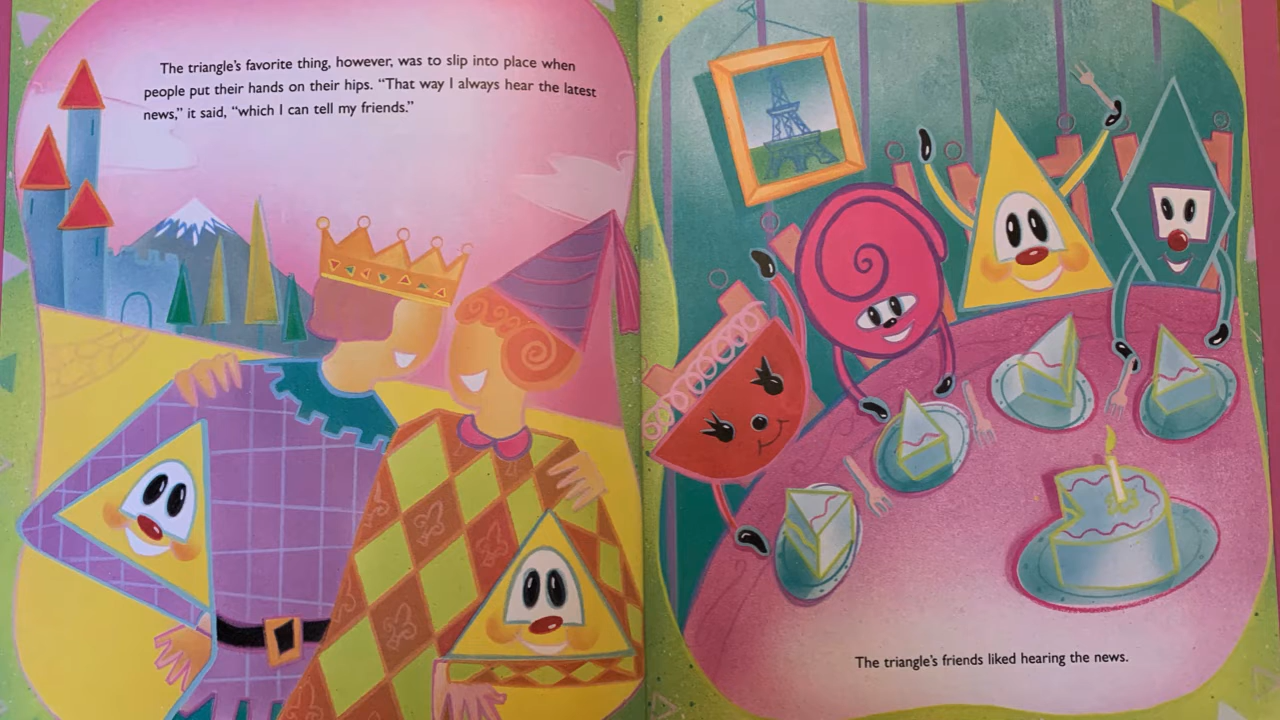 The triangle's favorite thing, however, was to slip into place when
people put their hands on their hips. “That way I always hear the latest
news,” it said, “which I can tell my friends.”
The triangle's friends liked hearing the news.